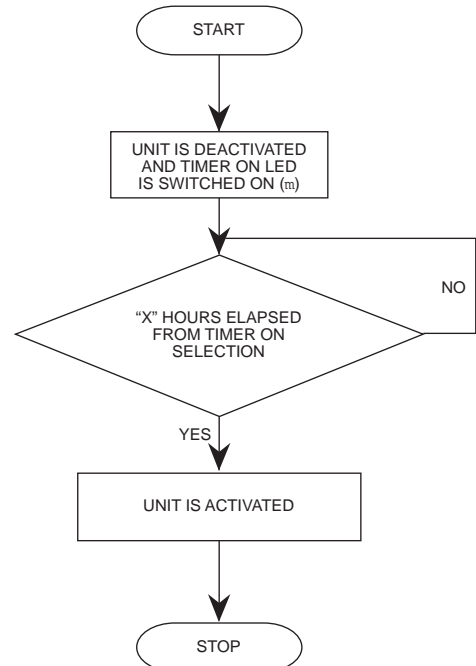 START
UNIT IS DEACTIVATED
AND TIMER ON LED
IS SWITCHED ON (m)
NO
“X” HOURS ELAPSED
FROM TIMER ON
SELECTION
YES
UNIT IS ACTIVATED
STOP